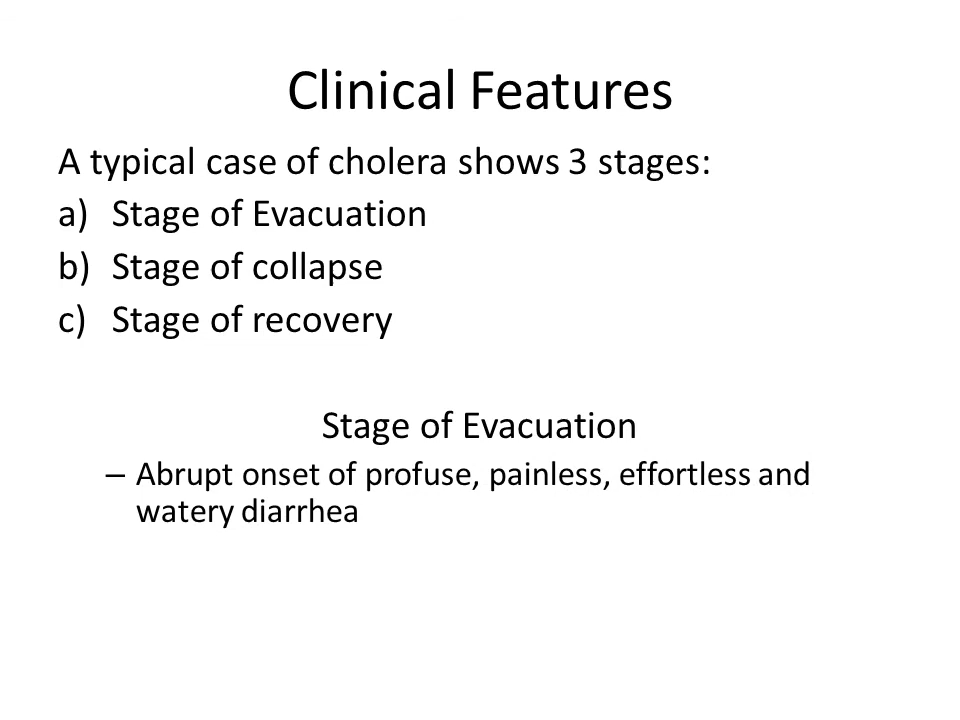 Clinical Features
A typical case of cholera shows 3 stages:
a) Stage of Evacuation
b) Stage of collapse
c) Stage of recovery
Stage of Evacuation
– Abrupt onset of profuse, painless, effortless and
watery diarrhea